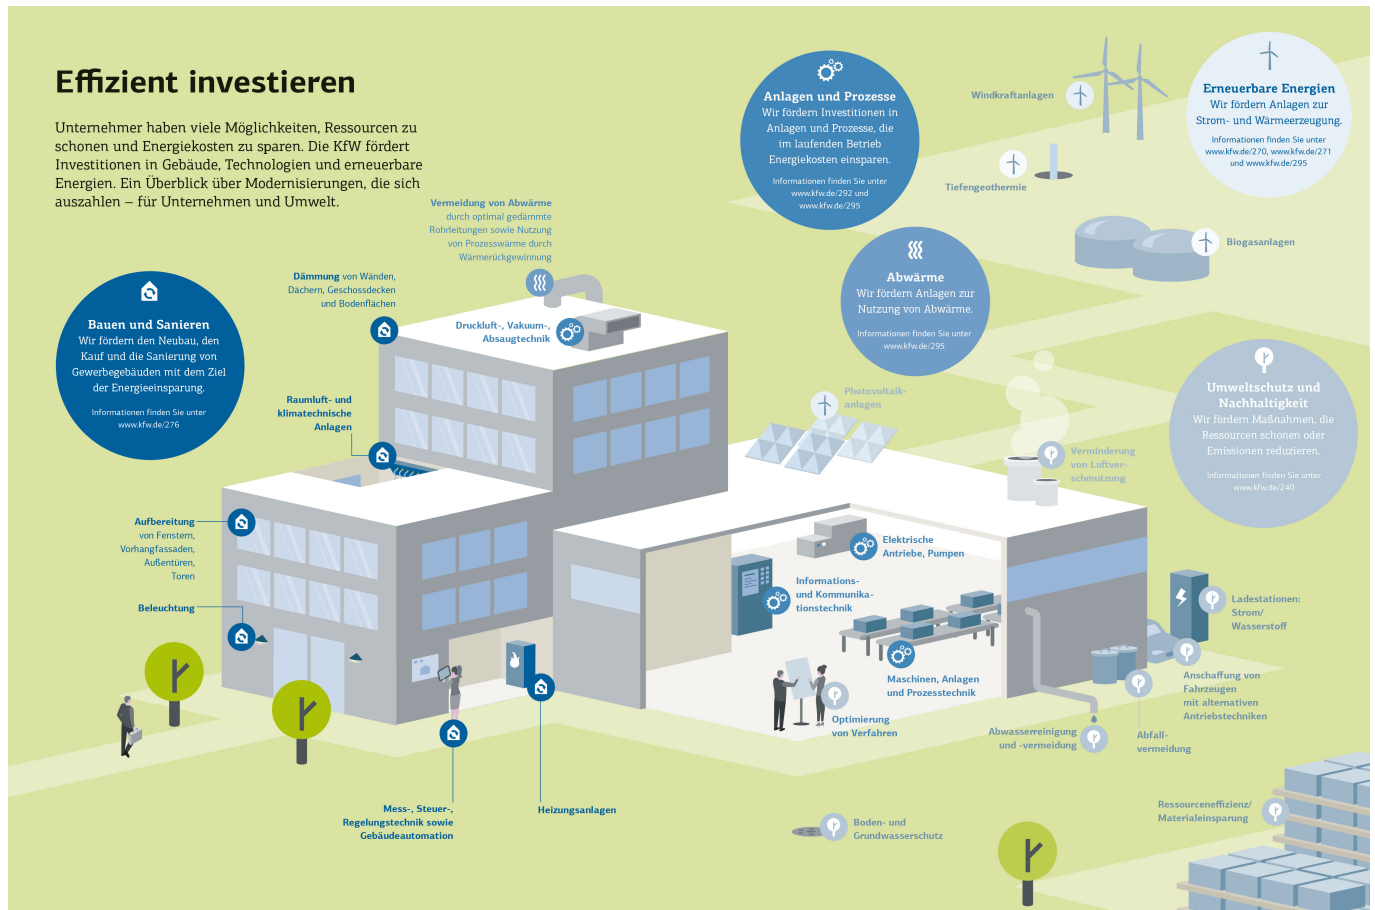 Effizient investieren
Unternehmer haben viele Möglichkeiten, Ressourcen zu
schonen und Energiekosten zu sparen. Die KfW fördert
Investitionen in Gebäude, Technologien und erneuerbare
Energien. Ein Überblick über Modernisierungen, die sich
auszahlen – für Unternehmen und Umwelt.
Bauen und Sanieren
Wir fördern den Neubau, den
Kauf und die Sanierung von
Gewerbegebäuden mit dem Ziel
der Energieeinsparung.
Informationen finden Sie unter
www.kfw.de/276
Vermeidung von Abwärme
durch optimal gedämmte
Rohrleitungen sowie Nutzung
von Prozesswärme durch
Wärmerückgewinnung
Dämmung von Wänden,
Dächern, Geschossdecken
und Bodenflächen
Druckluft-, Vakuum-,
Absaugtechnik
Raumluft- und
klimatechnische
Anlagen
Aufbereitung
von Fenstern,
Vorhangfassaden,
Außentüren,
Toren
Beleuchtung
Mess-, Steuer-,
Regelungstechnik sowie
Gebäudeautomation
Heizungsanlagen
Anlagen und Prozesse
Wir fördern Investitionen in
Anlagen und Prozesse, die
im laufenden Betrieb
Energiekosten einsparen.
Informationen finden Sie unter
www.kfw.de/292 und
www.kfw.de/295
Abwärme
Wir fördern Anlagen zur
Nutzung von Abwärme.
Informationen finden Sie unter
www.kfw.de/295
Windkraftanlagen
Tiefengeothermie
Biogasanlagen
Erneuerbare Energien
Wir fördern Anlagen zur
Strom- und Wärmeerzeugung.
Informationen finden Sie unter
www.kfw.de/270, www.kfw.de/271
und www.kfw.de/295
Photovoltaik-
anlagen
Verminderung
von Luftver-
schmutzung
Umweltschutz und
Nachhaltigkeit
Wir fördern Maßnahmen, die
Ressourcen schonen oder
Emissionen reduzieren.
Informationen finden Sie unter
www.kfw.de/240
Elektrische
Antriebe, Pumpen
Informations-
und Kommunika-
tionstechnik
Maschinen, Anlagen
und Prozesstechnik
Optimierung
von Verfahren
Ladestationen:
Strom/
Wasserstoff
Anschaffung von
Fahrzeugen
mit alternativen
Antriebstechniken
Abwasserreinigung
und -vermeidung
Abfall-
vermeidung
Boden- und
Grundwasserschutz
Ressourceneffizienz/
Materialeinsparung